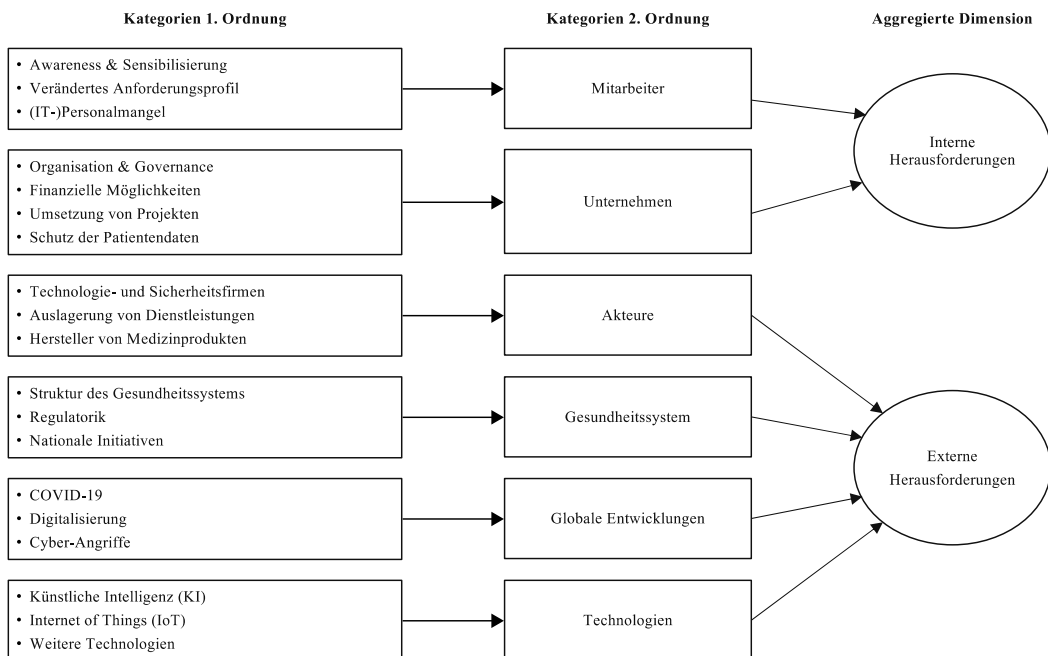 Kategorien 1. Ordnung
Kategorien 2. Ordnung
Aggregierte Dimension
• Awareness & Sensibilisierung
• Verändertes Anforderungsprofil
• (IT-)Personalmangel
Mitarbeiter
• Organisation & Governance
• Finanzielle Möglichkeiten
• Umsetzung von Projekten
• Schutz der Patientendaten
Unternehmen
Interne
Herausforderungen
• Technologie- und Sicherheitsfirmen
• Auslagerung von Dienstleistungen
• Hersteller von Medizinprodukten
Akteure
• Struktur des Gesundheitssystems
• Regulatorik
• Nationale Initiativen
Gesundheitssystem
• COVID-19
• Digitalisierung
• Cyber-Angriffe
Globale Entwicklungen
• Künstliche Intelligenz (KI)
• Internet of Things (IoT)
• Weitere Technologien
Technologien
Externe
Herausforderungen